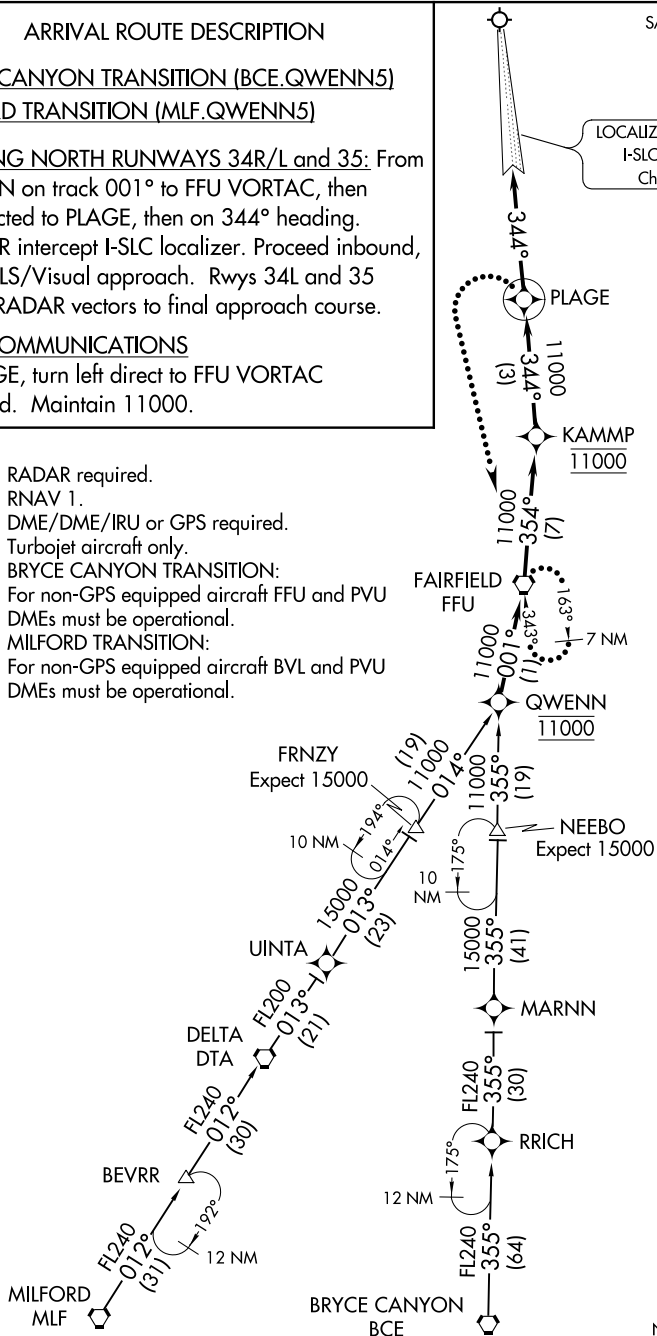 ARRIVAL ROUTE DESCRIPTION
CANYON TRANSITION (BCE.QWENN5)
D TRANSITION (MLF.QWENN5)
NG NORTH RUNWAYS 34R/L and 35: From
N on track 001° to FFU VORTAC, then
cted to PLAGE, then on 344° heading.
R intercept I-SLC localizer. Proceed inbound,
LS/Visual approach. Rwys 34L and 35
RADAR vectors to final approach course.
OMMUNICATIONS
GE, turn left direct to FFU VORTAC
d. Maintain 11000.
SA
LOCALIZ
I-SLC
Ch
344°
PLAGE
11000
344°
(3)
KAMMP
11000
RADAR required.
RNAV 1.
DME/DME/IRU or GPS required.
Turbojet aircraft only.
BRYCE CANYON TRANSITION:
For non-GPS equipped aircraft FFU and PVU
DMEs must be operational.
MILFORD TRANSITION:
For non-GPS equipped aircraft BVL and PVU
DMEs must be operational.
11000
354°
(7)
FAIRFIELD
FFU
163°
343°
7 NM
11000
001°
(1)
QWENN
11000
FRNZY
Expect 15000
(19)
11000
014°
11000
355°
(19)
194°
014°
10 NM
NEEBO
Expect 15000
175°
10
NM
15000
013°
(23)
15000
355°
(41)
UINTA
MARNN
FL200
013°
(21)
DELTA
DTA
FL240
355°
(30)
FL240
012°
(30)
RRICH
175°
12 NM
BEVRR
192°
12 NM
FL240
012°
(31)
FL240
355°
(64)
MILFORD
MLF
BRYCE CANYON
BCE
N